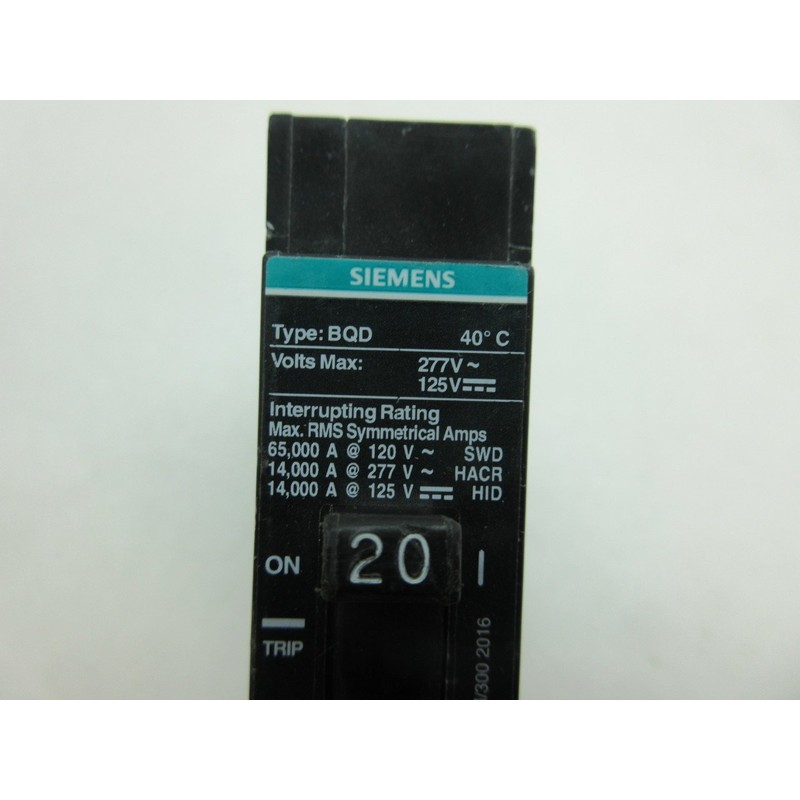 SIEMENS
Type: BQD 40° C
Volts Max: 277V ~
125V ⎓
Interrupting Rating
Max. RMS Symmetrical Amps
65,000 A @ 120 V ~ SWD
14,000 A @ 277 V ~ HACR
14,000 A @ 125 V ⎓ HID
ON 20 |
TRIP
/300 2016